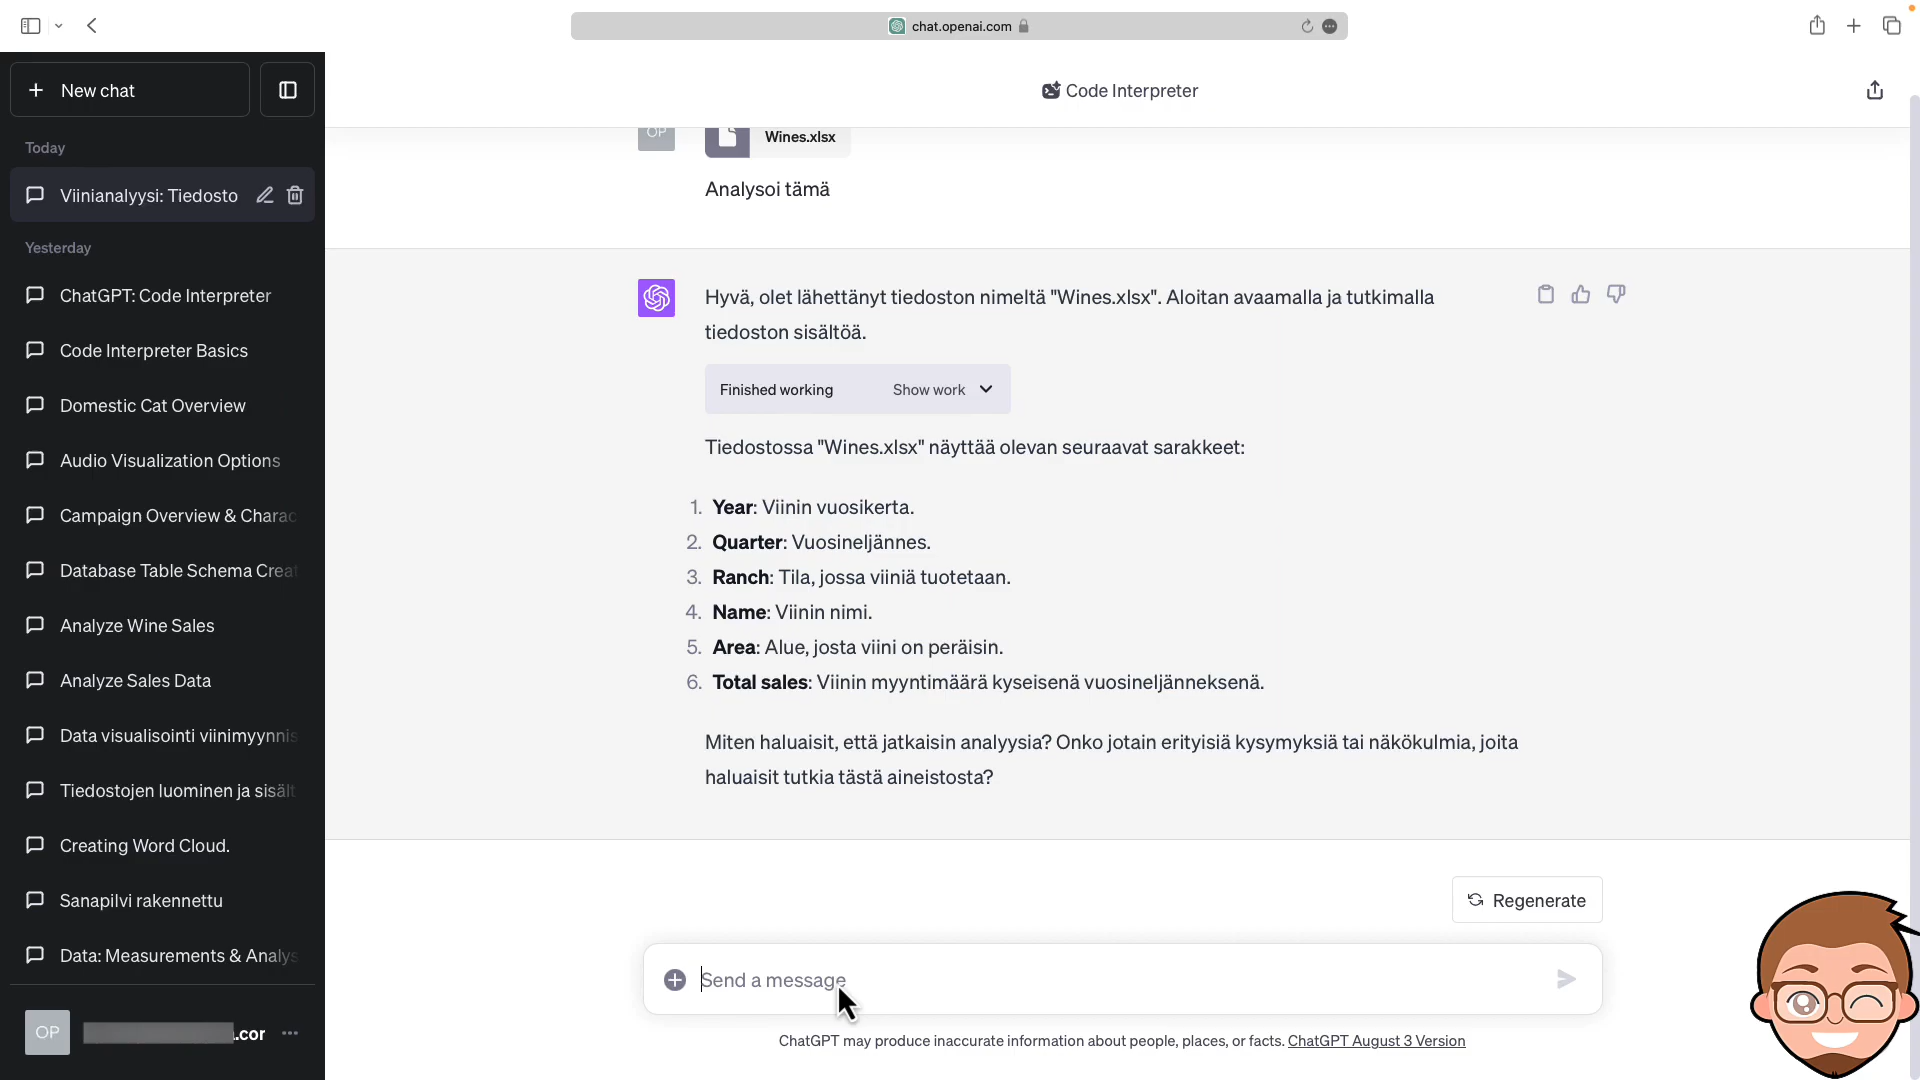 chat.openai.com
New chat
Code Interpreter
Today
Viinianalyysi: Tiedosto
Yesterday
ChatGPT: Code Interpreter
Code Interpreter Basics
Domestic Cat Overview
Audio Visualization Options
Campaign Overview & Charac
Database Table Schema Creat
Analyze Wine Sales
Analyze Sales Data
Data visualisointi viinimyynnis
Tiedostojen luominen ja sisält
Creating Word Cloud.
Sanapilvi rakennettu
Data: Measurements & Analys
OP
.cor
OP
Wines.xlsx
Analysoi tämä
Hyvä, olet lähettänyt tiedoston nimeltä "Wines.xlsx". Aloitan avaamalla ja tutkimalla
tiedoston sisältöä.
Finished working Show work
Tiedostossa "Wines.xlsx" näyttää olevan seuraavat sarakkeet:
1. Year: Viinin vuosikerta.
2. Quarter: Vuosineljännes.
3. Ranch: Tila, jossa viiniä tuotetaan.
4. Name: Viinin nimi.
5. Area: Alue, josta viini on peräisin.
6. Total sales: Viinin myyntimäärä kyseisenä vuosineljänneksenä.
Miten haluaisit, että jatkaisin analyysia? Onko jotain erityisiä kysymyksiä tai näkökulmia, joita
haluaisit tutkia tästä aineistosta?
Regenerate
Send a message
ChatGPT may produce inaccurate information about people, places, or facts. ChatGPT August 3 Version